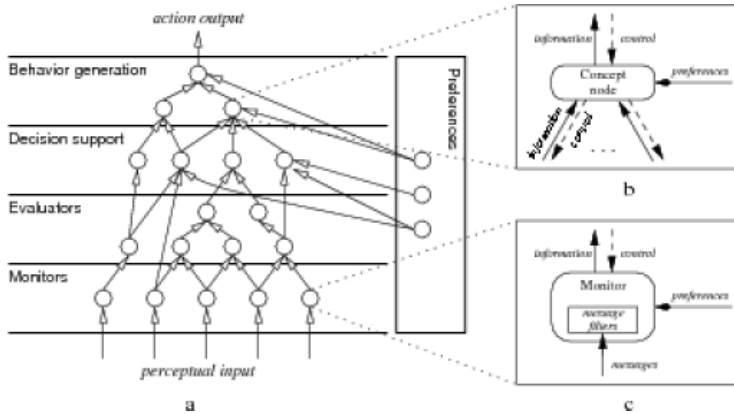 action output
Behavior generation
Decision support
Evaluators
Monitors
perceptual input
a
Preferences
information
control
Concept
node
preferences
information
control
....
b
information
control
Monitor
message
filters
preferences
messages
c